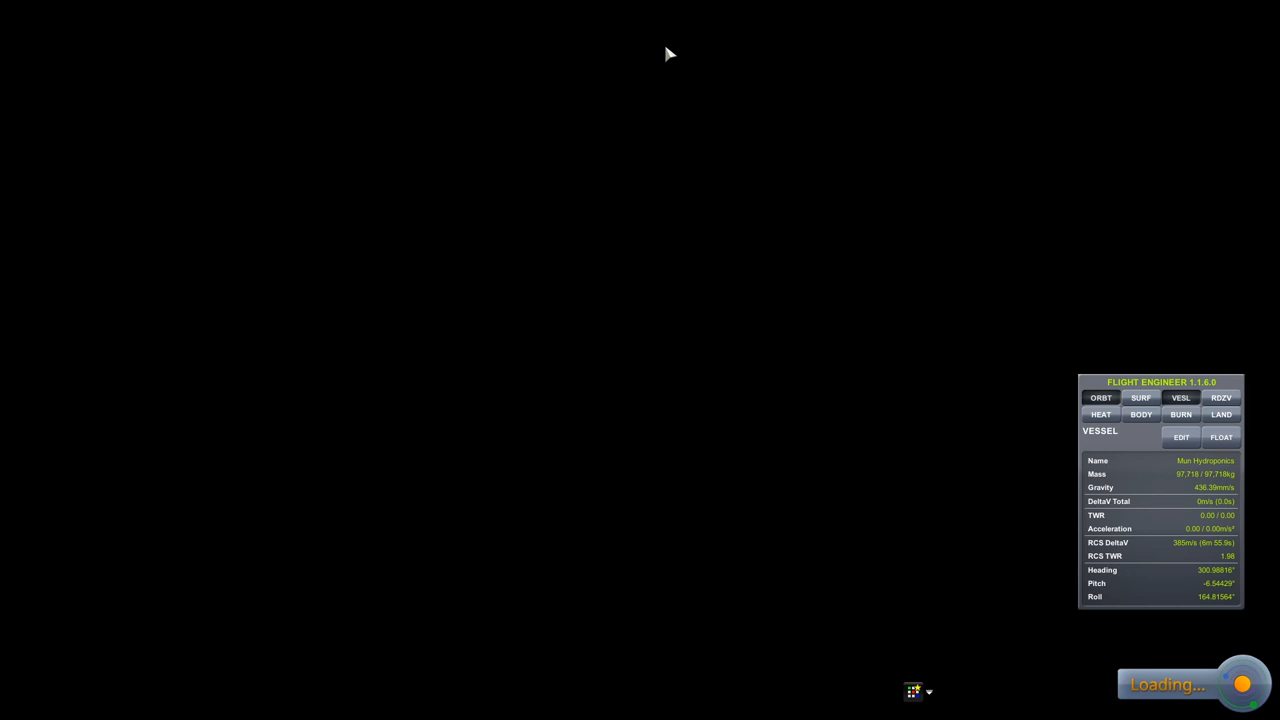 FLIGHT ENGINEER 1.1.6.0
ORBT SURF VESL RDZV
HEAT BODY BURN LAND
VESSEL EDIT FLOAT
Name Mun Hydroponics
Mass 97,718 / 97,718kg
Gravity 436.39mm/s
DeltaV Total 0m/s (0.0s)
TWR 0.00 / 0.00
Acceleration 0.00 / 0.00m/s²
RCS DeltaV 385m/s (6m 55.9s)
RCS TWR 1.98
Heading 300.98816°
Pitch -6.54429°
Roll 164.81564°
Loading...